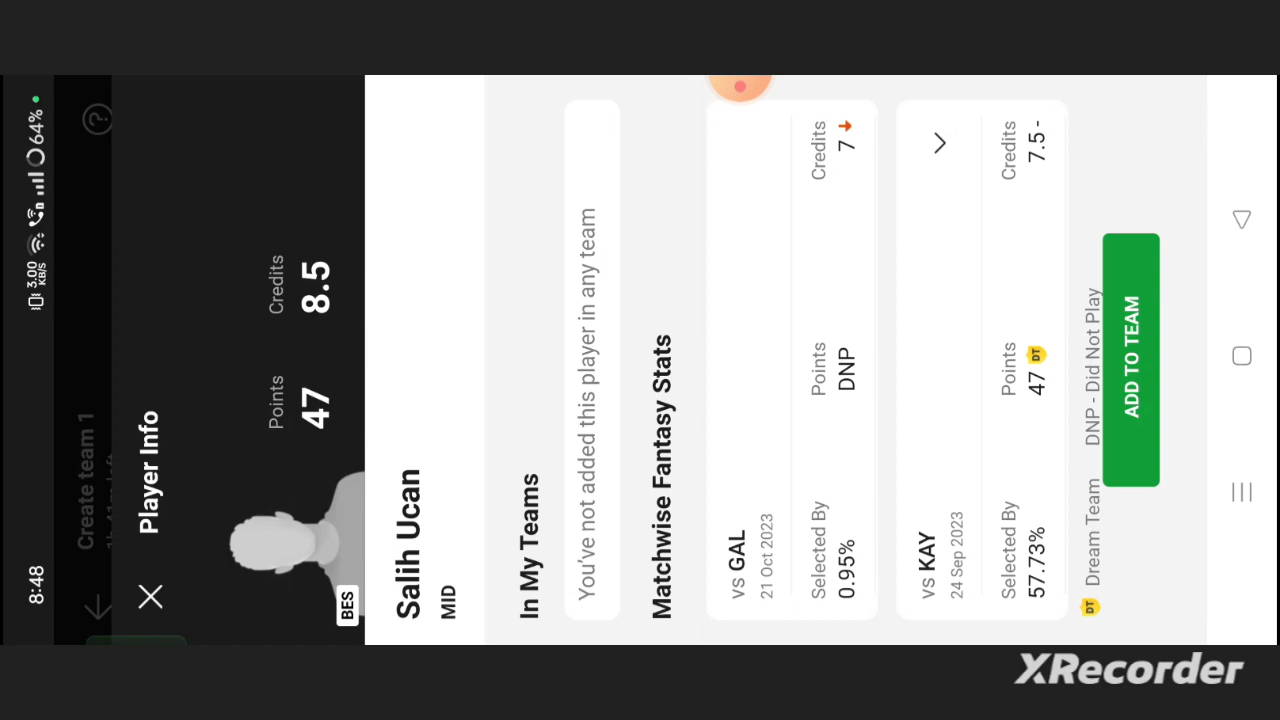 8:48
3.00 KB/S
64%
Create team 1
Player Info
Points
Credits
47
8.5
BES
Salih Ucan
MID
In My Teams
You've not added this player in any team
Matchwise Fantasy Stats
vs GAL
21 Oct 2023
Selected By
Points
Credits
0.95%
DNP
7
vs KAY
24 Sep 2023
Selected By
Points
Credits
57.73%
47 DT
7.5 -
DT Dream Team
DNP - Did Not Play
ADD TO TEAM
XRecorder